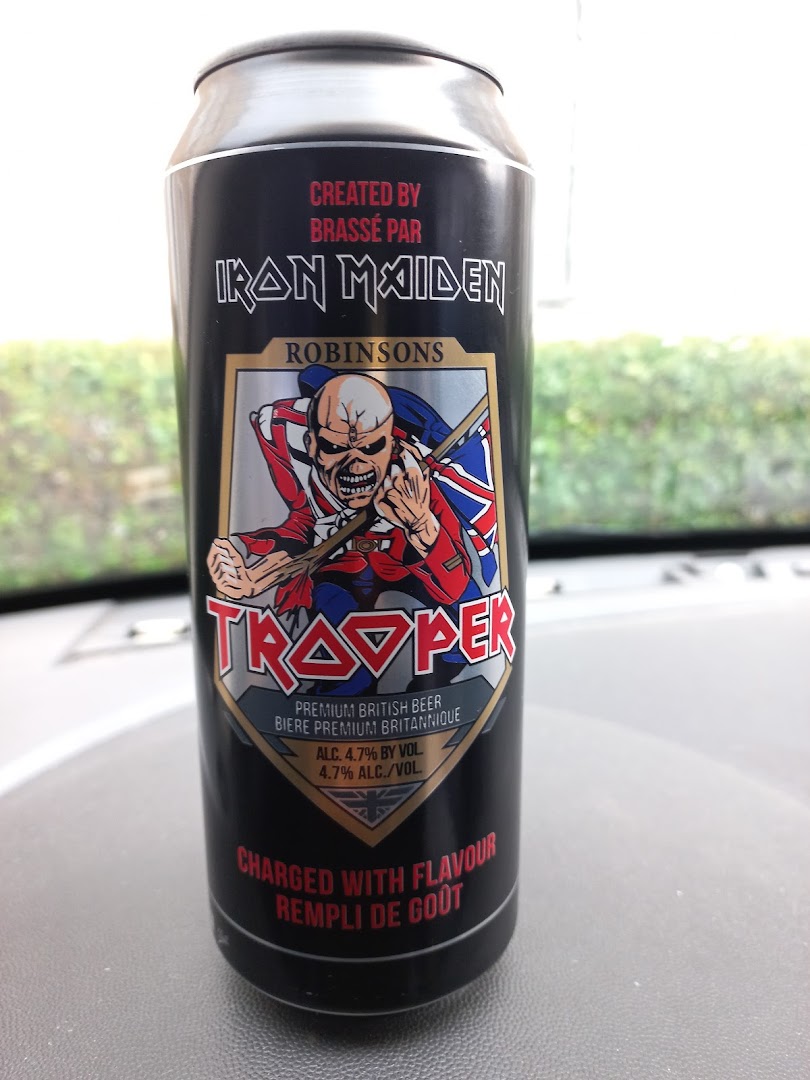 CREATED BY
BRASSÉ PAR
IRON MAIDEN
ROBINSONS
TROOPER
PREMIUM BRITISH BEER
BIERE PREMIUM BRITANNIQUE
ALC. 4.7% BY VOL.
4.7% ALC./VOL.
CHARGED WITH FLAVOUR
REMPLI DE GOÛT